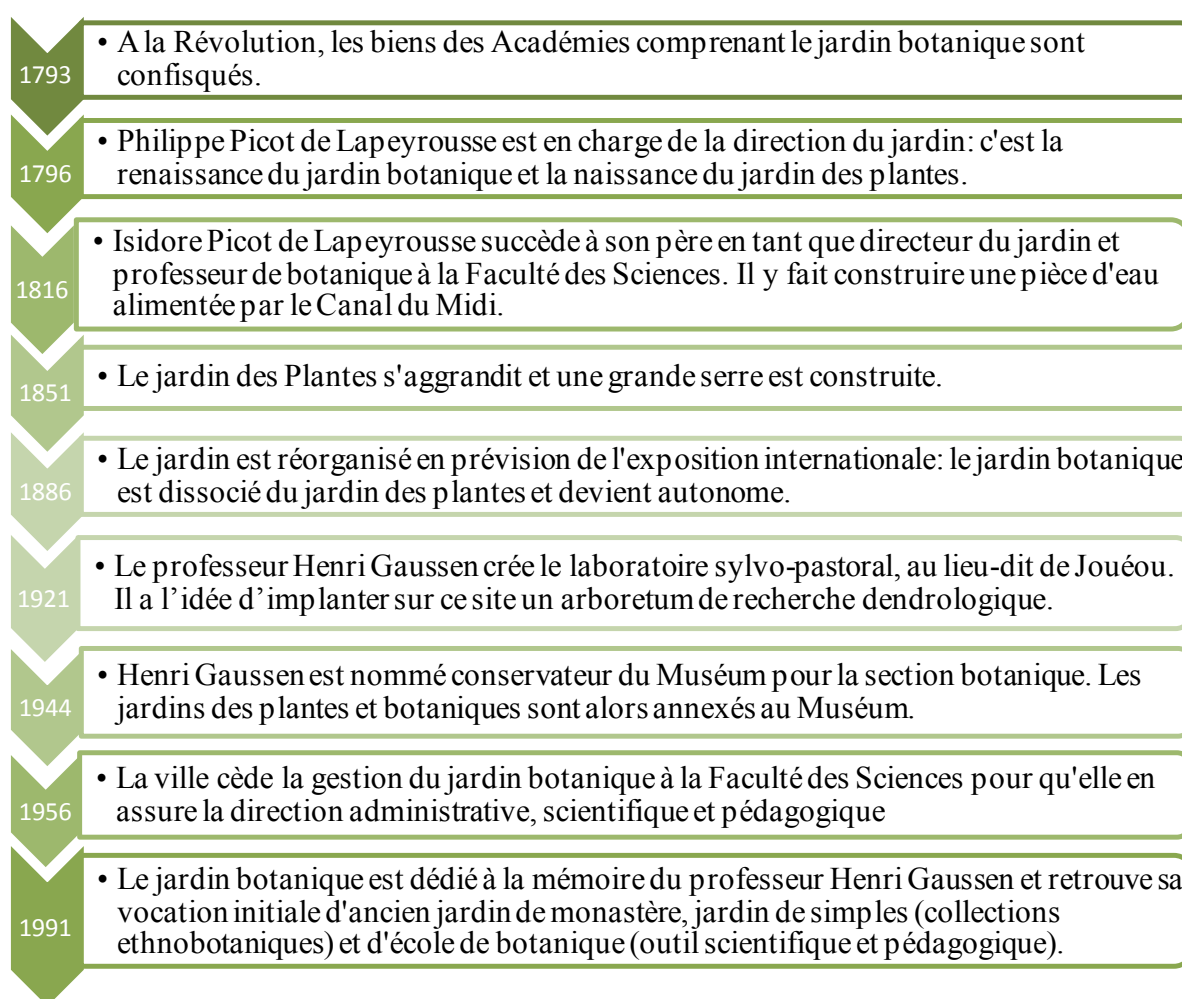 1793
• A la Révolution, les biens des Académies comprenant le jardin botanique sont
confisqués.
1796
• Philippe Picot de Lapeyrousse est en charge de la direction du jardin: c'est la
renaissance du jardin botanique et la naissance du jardin des plantes.
1816
• Isidore Picot de Lapeyrousse succède à son père en tant que directeur du jardin et
professeur de botanique à la Faculté des Sciences. Il y fait construire une pièce d'eau
alimentée par le Canal du Midi.
1851
• Le jardin des Plantes s'aggrandit et une grande serre est construite.
1886
• Le jardin est réorganisé en prévision de l'exposition internationale: le jardin botanique
est dissocié du jardin des plantes et devient autonome.
1921
• Le professeur Henri Gaussen crée le laboratoire sylvo-pastoral, au lieu-dit de Jouéou.
Il a l’idée d’implanter sur ce site un arboretum de recherche dendrologique.
1944
• Henri Gaussen est nommé conservateur du Muséum pour la section botanique. Les
jardins des plantes et botaniques sont alors annexés au Muséum.
1956
• La ville cède la gestion du jardin botanique à la Faculté des Sciences pour qu'elle en
assure la direction administrative, scientifique et pédagogique
1991
• Le jardin botanique est dédié à la mémoire du professeur Henri Gaussen et retrouve sa
vocation initiale d'ancien jardin de monastère, jardin de simples (collections
ethnobotaniques) et d'école de botanique (outil scientifique et pédagogique).